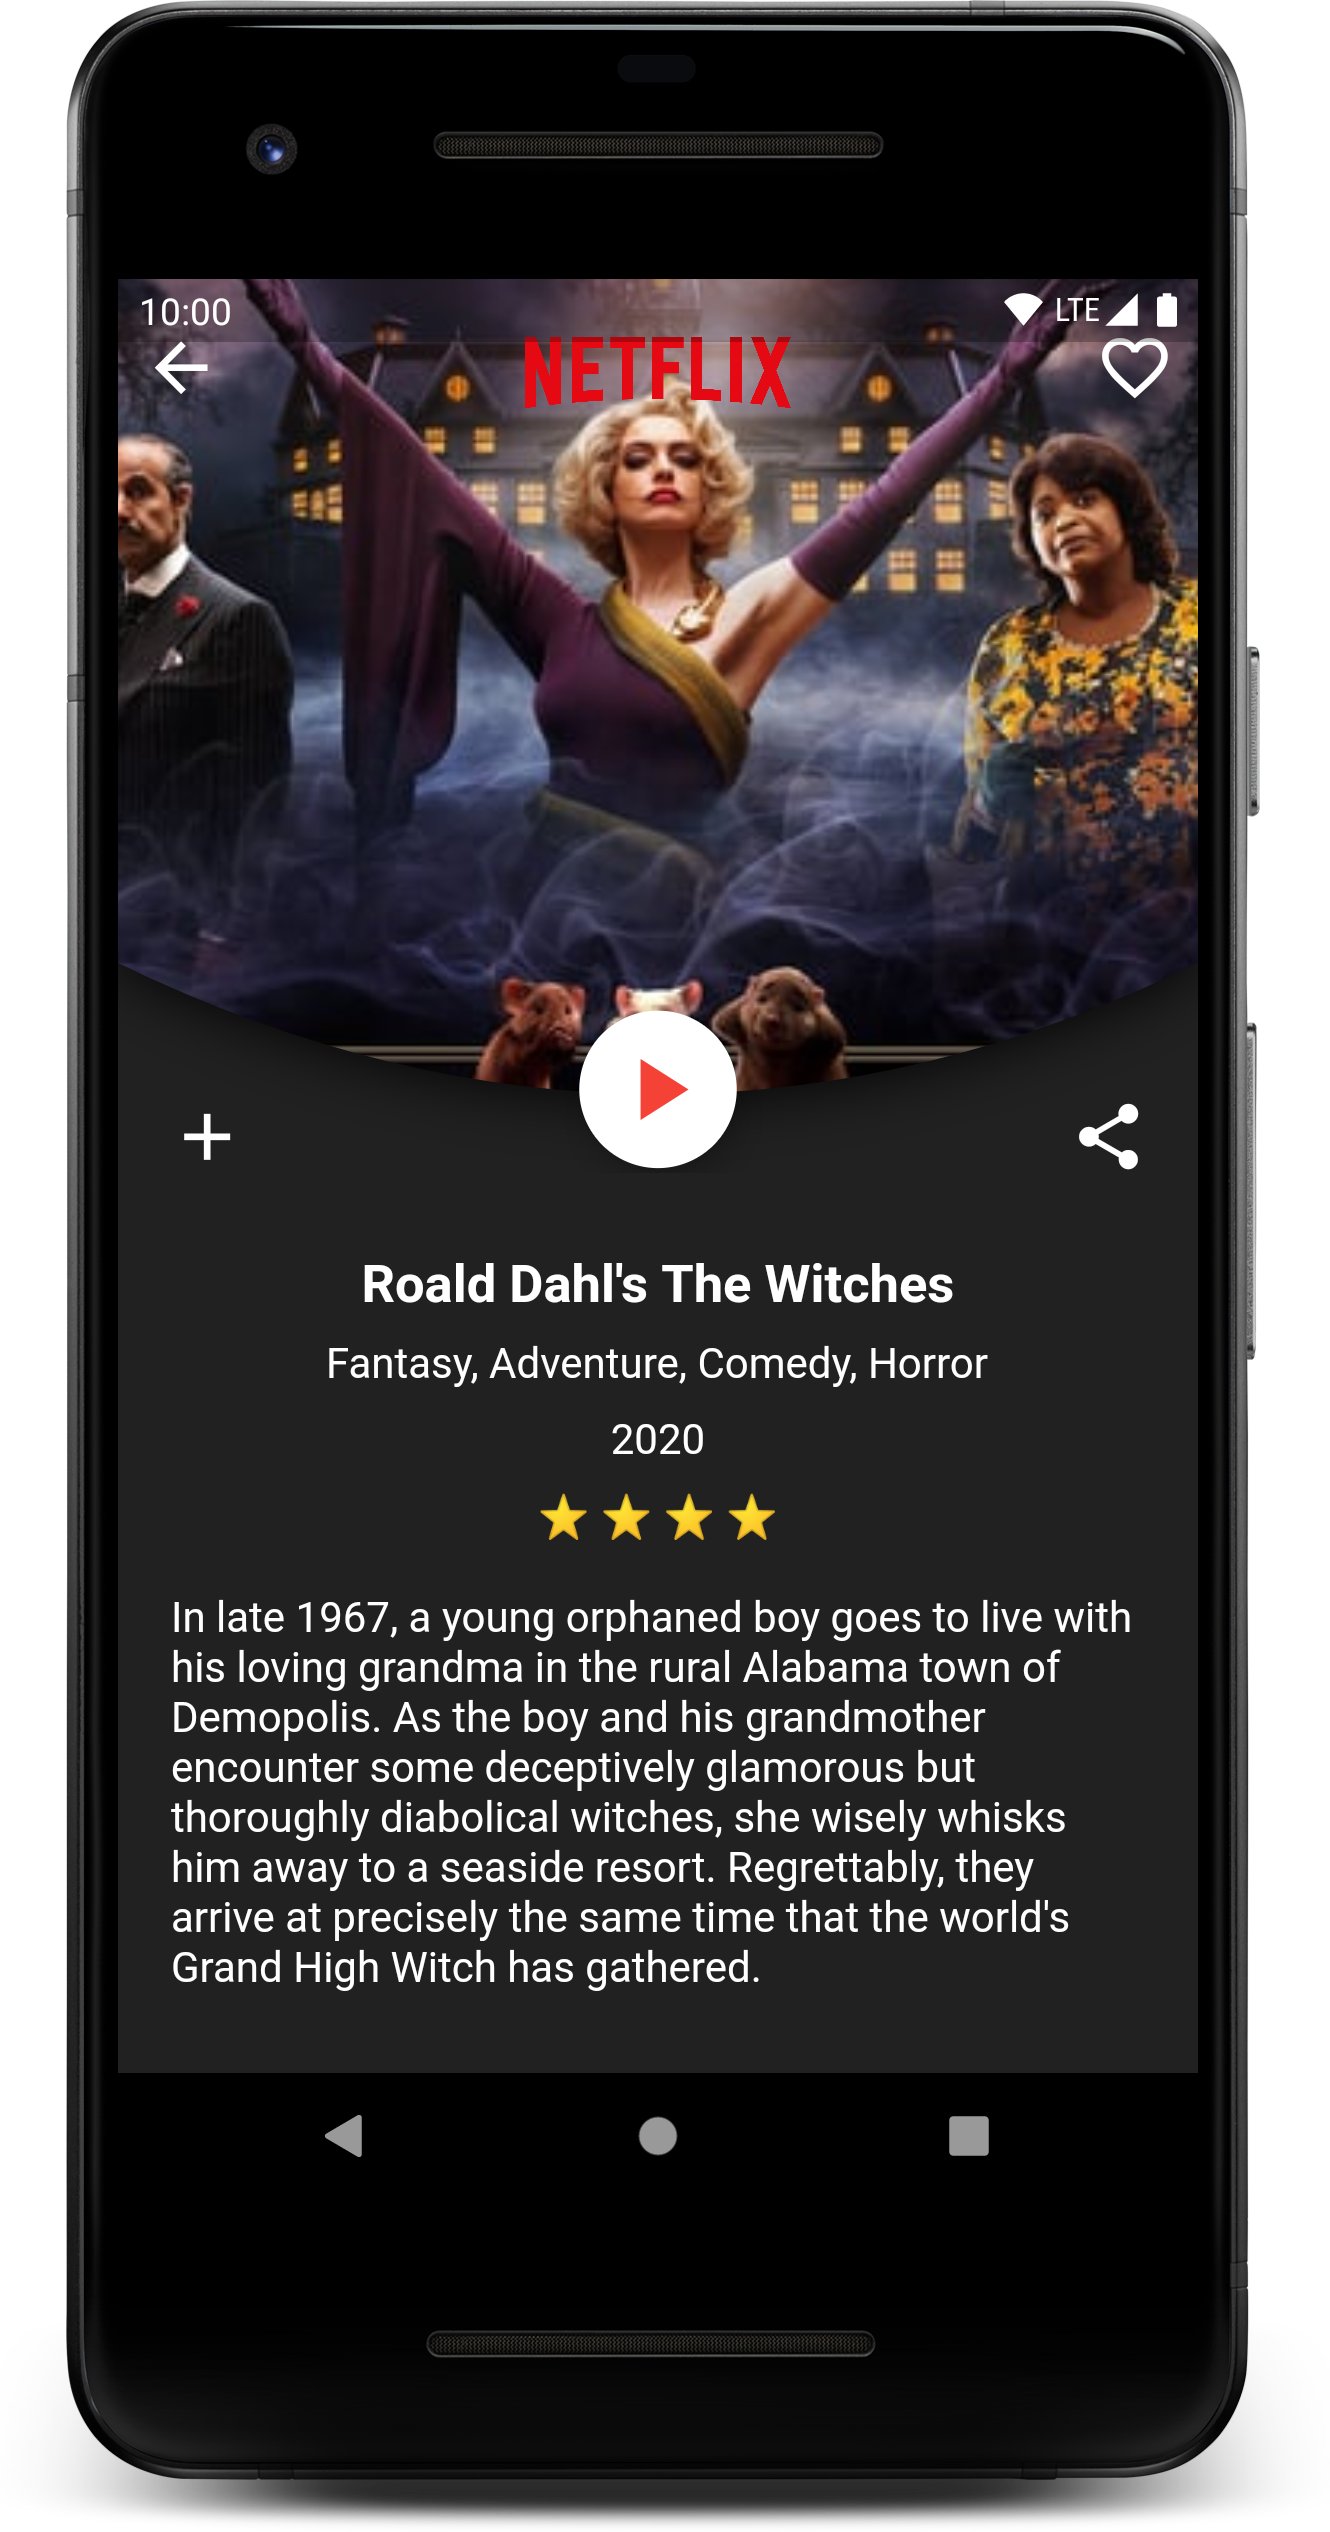 10:00
LTE
NETFLIX
Roald Dahl's The Witches
Fantasy, Adventure, Comedy, Horror
2020
In late 1967, a young orphaned boy goes to live with
his loving grandma in the rural Alabama town of
Demopolis. As the boy and his grandmother
encounter some deceptively glamorous but
thoroughly diabolical witches, she wisely whisks
him away to a seaside resort. Regrettably, they
arrive at precisely the same time that the world's
Grand High Witch has gathered.